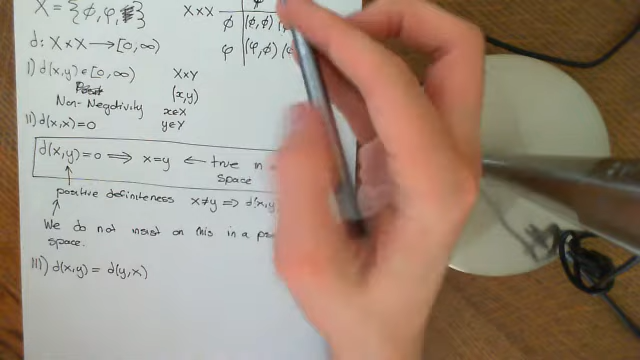 X = {ϕ, φ, }
X×X
ϕ
ϕ (ϕ,ϕ)
φ (φ,ϕ)
d: X×X → [0,∞)
I) d(x,y) ∈ [0,∞) X×Y
Non-Negativity (x,y)
x∈X
II) d(x,x)=0 y∈Y
d(x,y)=0 ⟹ x=y ← true in
space
positive definiteness x≠y ⟹ d(x,y)
We do not insist on this in a
space.
III) d(x,y) = d(y,x)